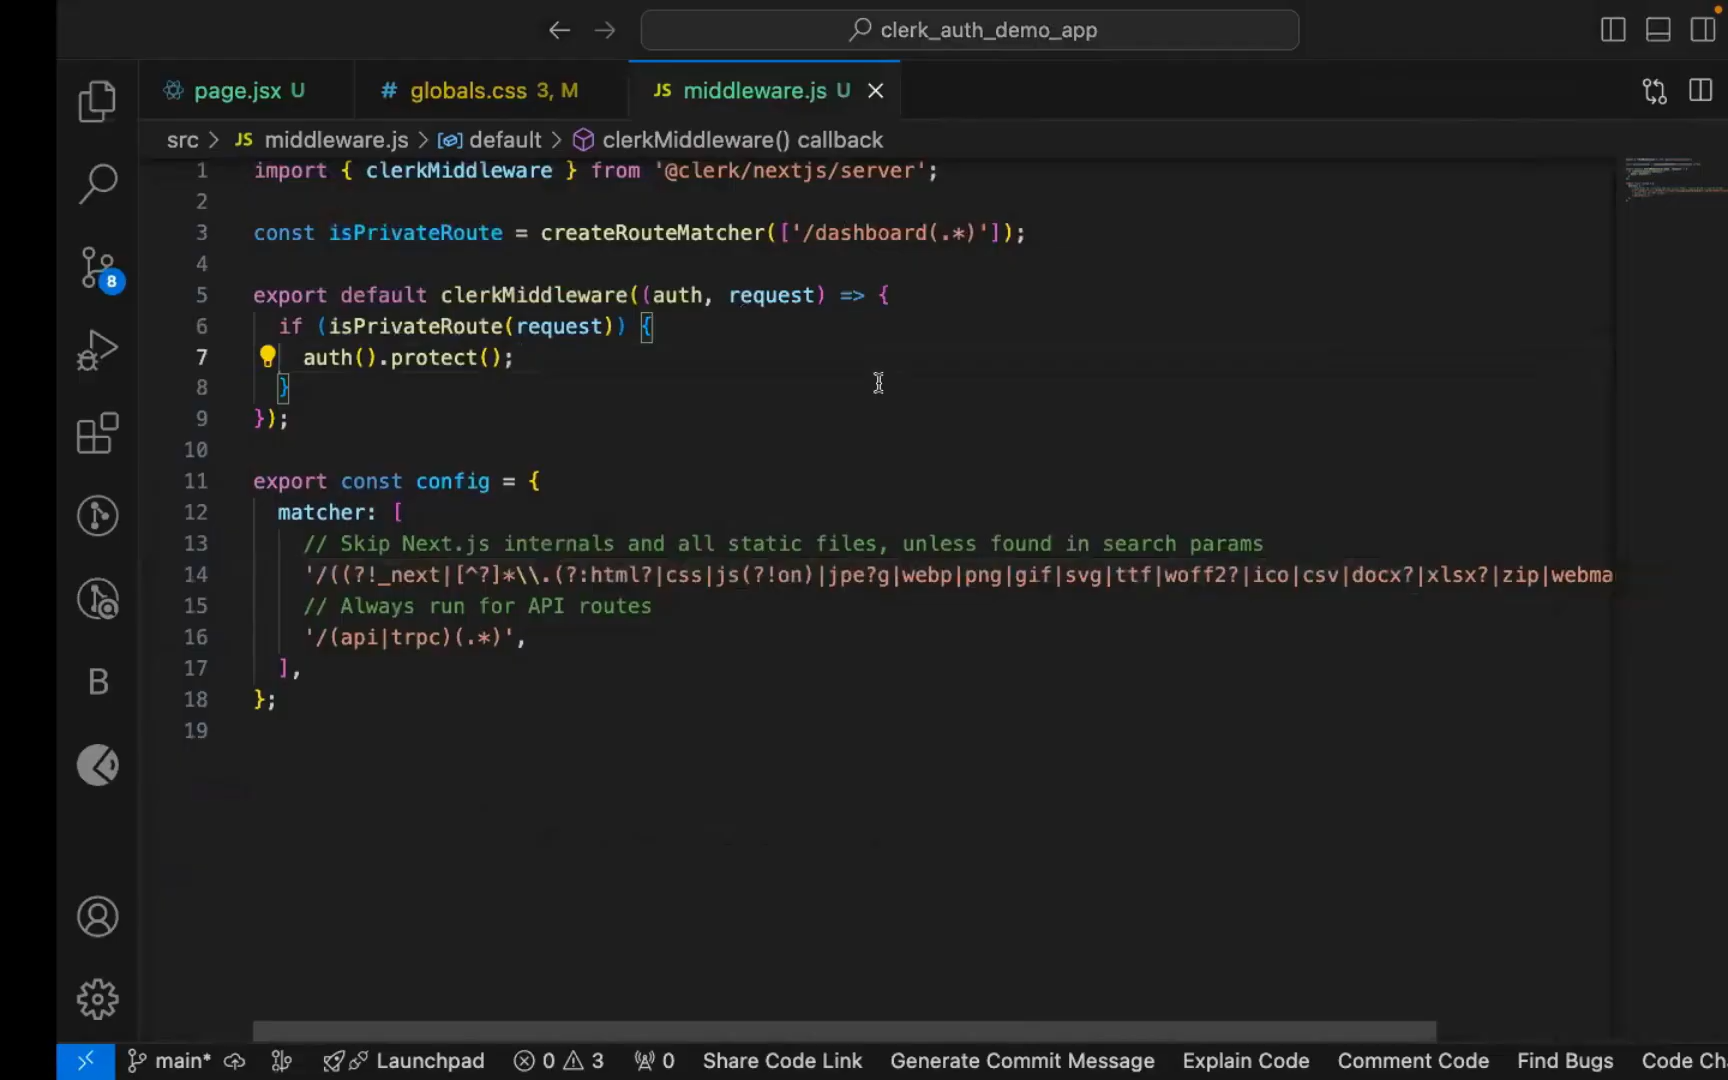 clerk_auth_demo_app
page.jsx U
# globals.css 3, M
JS middleware.js U
src > JS middleware.js > default > clerkMiddleware() callback
1 import { clerkMiddleware } from '@clerk/nextjs/server';
2
3 const isPrivateRoute = createRouteMatcher(['/dashboard(.*)']);
4
5 export default clerkMiddleware((auth, request) => {
6 if (isPrivateRoute(request)) {
7 auth().protect();
8 }
9 });
10
11 export const config = {
12 matcher: [
13 // Skip Next.js internals and all static files, unless found in search params
14 '/((?!_next|[^?]*\\.(?:html?|css|js(?!on)|jpe?g|webp|png|gif|svg|ttf|woff2?|ico|csv|docx?|xlsx?|zip|webma
15 // Always run for API routes
16 '/(api|trpc)(.*)',
17 ],
18 };
19
8
B
main* Launchpad 0 3 0 Share Code Link Generate Commit Message Explain Code Comment Code Find Bugs Code Ch